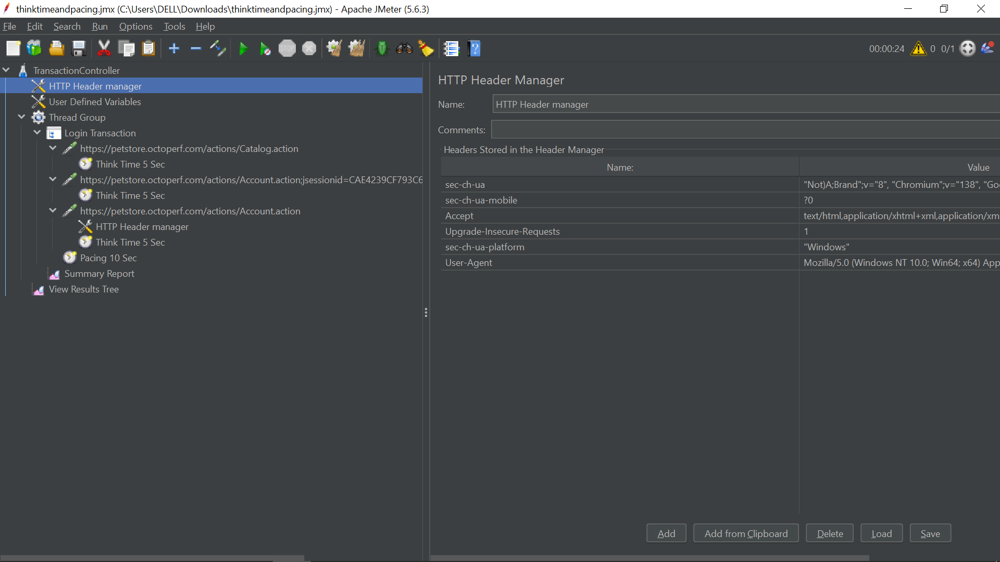 thinktimeandpacing.jmx (C:\Users\DELL\Downloads\thinktimeandpacing.jmx) - Apache JMeter (5.6.3)
File Edit Search Run Options Tools Help
STOP
00:00:24 0 0/1
TransactionController
HTTP Header manager
User Defined Variables
Thread Group
Login Transaction
https://petstore.octoperf.com/actions/Catalog.action
Think Time 5 Sec
https://petstore.octoperf.com/actions/Account.action;jsessionid=CAE4239CF793C6
Think Time 5 Sec
https://petstore.octoperf.com/actions/Account.action
HTTP Header manager
Think Time 5 Sec
Pacing 10 Sec
Summary Report
View Results Tree
HTTP Header Manager
Name: HTTP Header manager
Comments:
Headers Stored in the Header Manager
Name: Value
sec-ch-ua "Not)A;Brand";v="8", "Chromium";v="138", "Go
sec-ch-ua-mobile ?0
Accept text/html,application/xhtml+xml,application/xm
Upgrade-Insecure-Requests 1
sec-ch-ua-platform "Windows"
User-Agent Mozilla/5.0 (Windows NT 10.0; Win64; x64) App
Add Add from Clipboard Delete Load Save